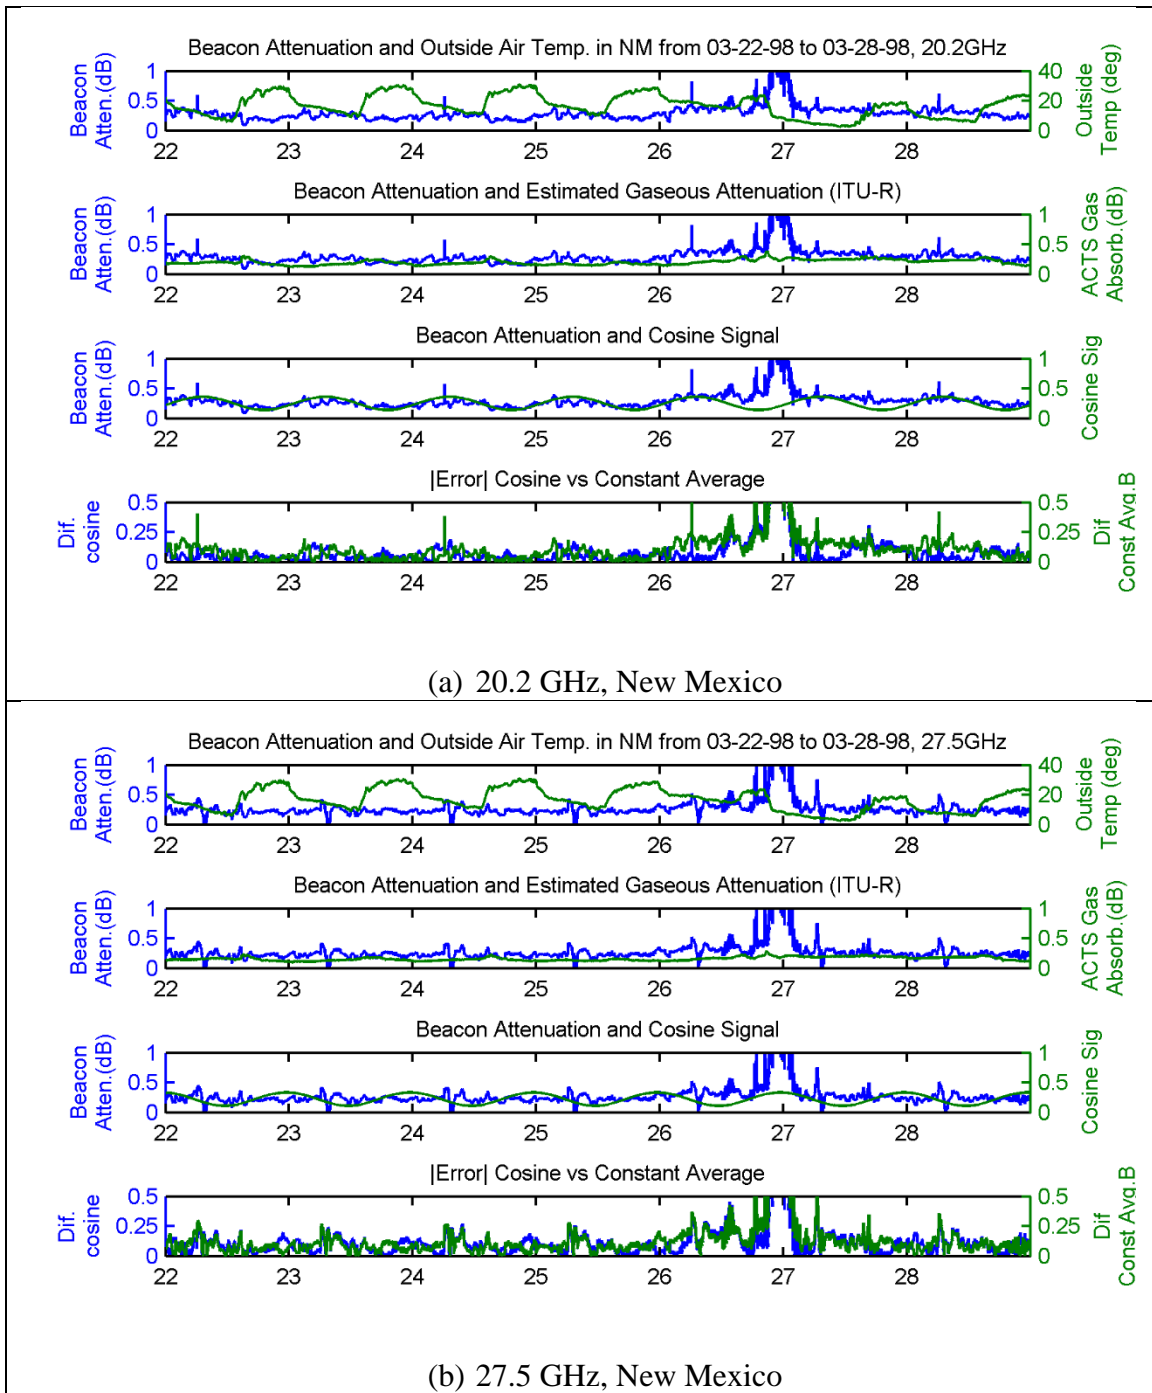 Beacon Attenuation and Outside Air Temp. in NM from 03-22-98 to 03-28-98, 20.2GHz
Beacon
Atten.(dB)
1
0.5
0
40
20
0
Outside
Temp (deg)
22 23 24 25 26 27 28
Beacon Attenuation and Estimated Gaseous Attenuation (ITU-R)
Beacon
Atten.(dB)
1
0.5
0
1
0.5
0
ACTS Gas
Absorb.(dB)
22 23 24 25 26 27 28
Beacon Attenuation and Cosine Signal
Beacon
Atten.(dB)
1
0.5
0
1
0.5
0
Cosine Sig
22 23 24 25 26 27 28
|Error| Cosine vs Constant Average
Dif.
cosine
0.5
0.25
0
0.5
0.25
0
Dif
Const Avg.B
22 23 24 25 26 27 28
(a) 20.2 GHz, New Mexico
Beacon Attenuation and Outside Air Temp. in NM from 03-22-98 to 03-28-98, 27.5GHz
Beacon
Atten.(dB)
1
0.5
0
40
20
0
Outside
Temp (deg)
22 23 24 25 26 27 28
Beacon Attenuation and Estimated Gaseous Attenuation (ITU-R)
Beacon
Atten.(dB)
1
0.5
0
1
0.5
0
ACTS Gas
Absorb.(dB)
22 23 24 25 26 27 28
Beacon Attenuation and Cosine Signal
Beacon
Atten.(dB)
1
0.5
0
1
0.5
0
Cosine Sig
22 23 24 25 26 27 28
|Error| Cosine vs Constant Average
Dif.
cosine
0.5
0.25
0
0.5
0.25
0
Dif
Const Avg.B
22 23 24 25 26 27 28
(b) 27.5 GHz, New Mexico